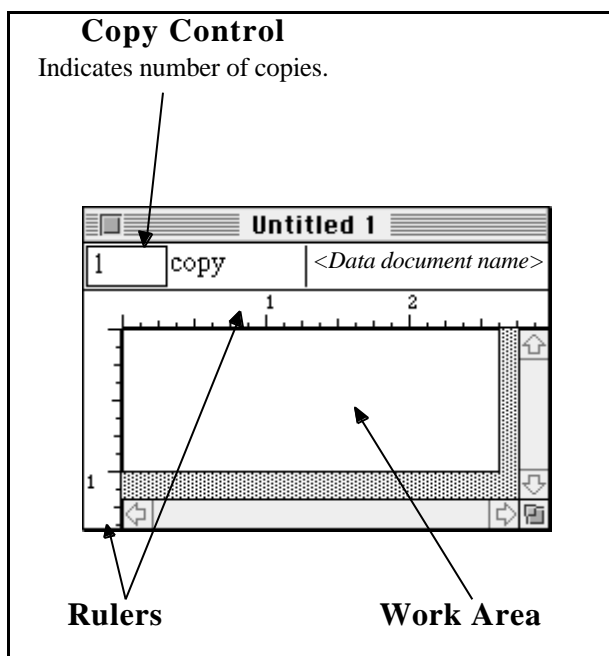 Copy Control
Indicates number of copies.
Untitled 1
1 copy <Data document name>
1 2
1
Rulers Work Area